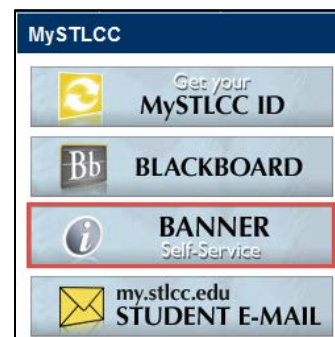 MySTLCC
Get your
MySTLCC ID
Bb
BLACKBOARD
i
BANNER
Self-Service
my.stlcc.edu
STUDENT E-MAIL